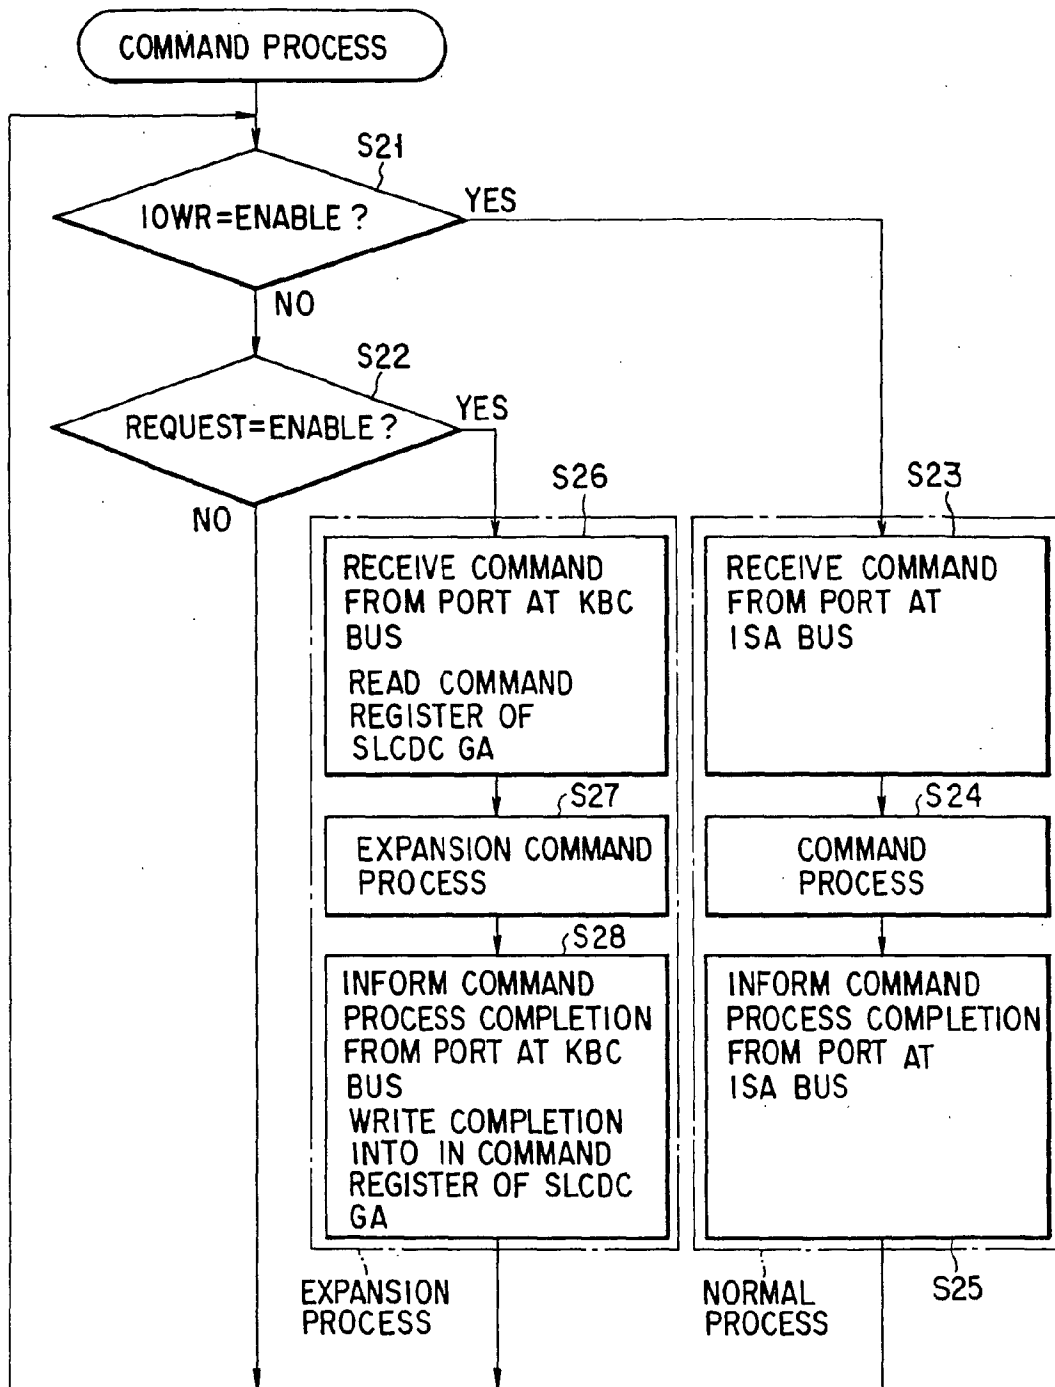 COMMAND PROCESS
S21
IOWR=ENABLE?
YES
NO
S22
REQUEST=ENABLE?
YES
NO
S26
RECEIVE COMMAND
FROM PORT AT KBC
BUS
READ COMMAND
REGISTER OF
SLCDC GA
S27
EXPANSION COMMAND
PROCESS
S28
INFORM COMMAND
PROCESS COMPLETION
FROM PORT AT KBC
BUS
WRITE COMPLETION
INTO IN COMMAND
REGISTER OF SLCDC
GA
EXPANSION
PROCESS
S23
RECEIVE COMMAND
FROM PORT AT
ISA BUS
S24
COMMAND
PROCESS
INFORM COMMAND
PROCESS COMPLETION
FROM PORT AT
ISA BUS
S25
NORMAL
PROCESS